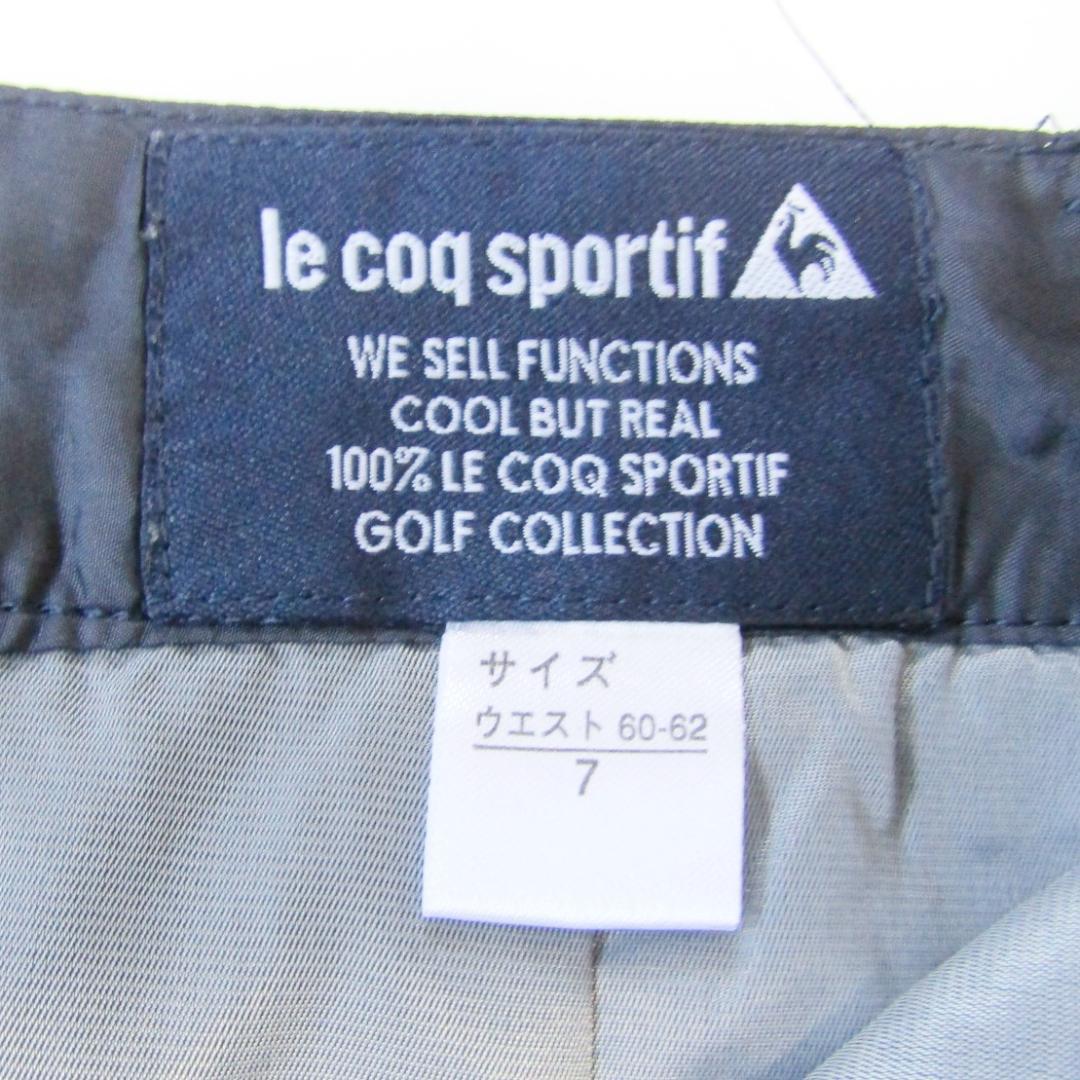 le coq sportif
WE SELL FUNCTIONS
COOL BUT REAL
100% LE COQ SPORTIF
GOLF COLLECTION
サイズ
ウエスト 60-62
7